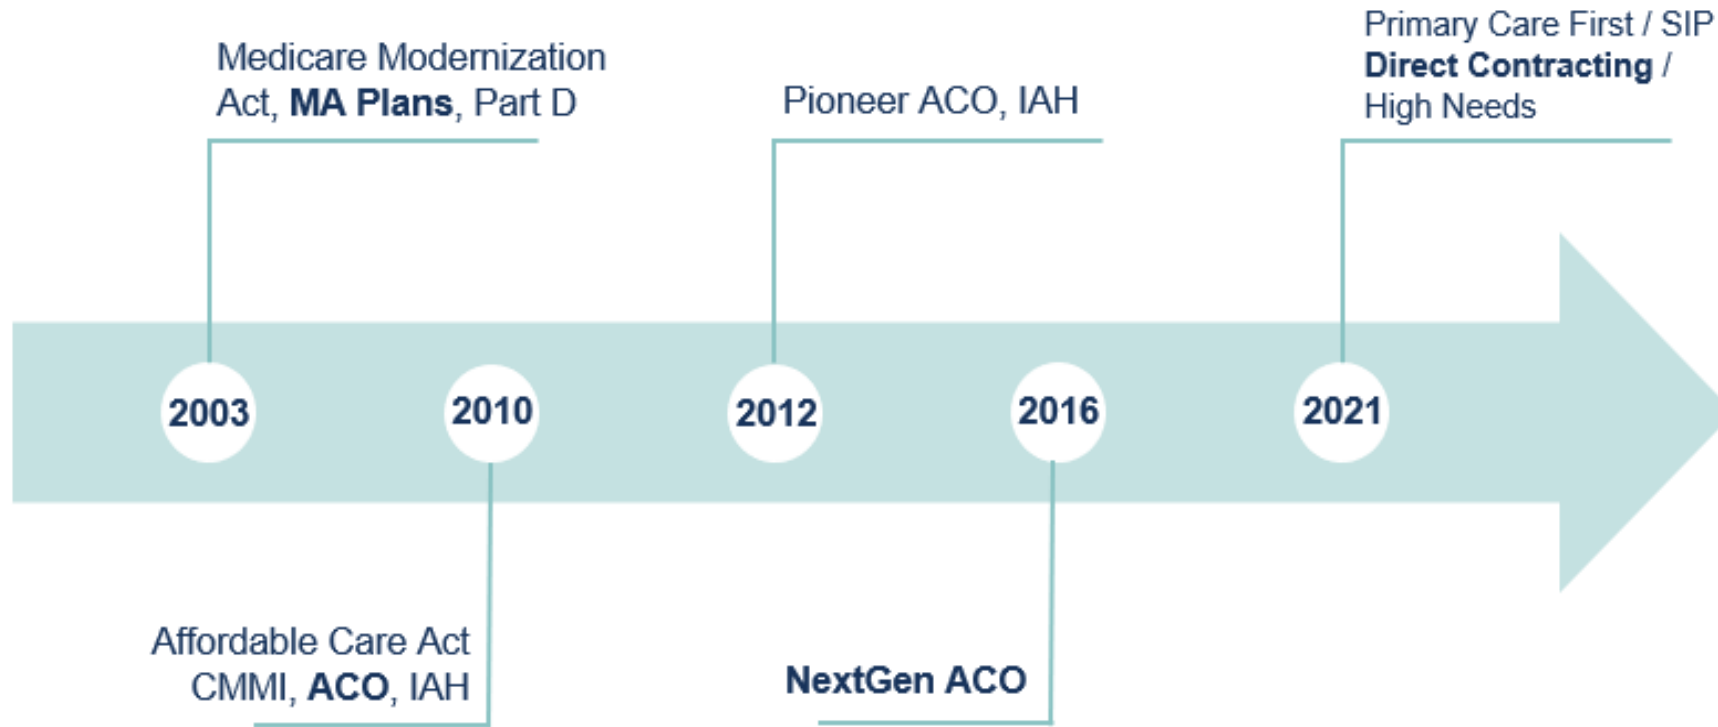 Medicare Modernization
Act, MA Plans, Part D
Pioneer ACO, IAH
Primary Care First / SIP
Direct Contracting /
High Needs
2003
2010
2012
2016
2021
Affordable Care Act
CMMI, ACO, IAH
NextGen ACO